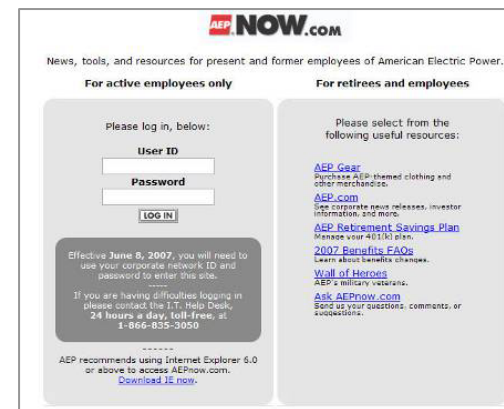 AEP NOW.COM
News, tools, and resources for present and former employees of American Electric Power.
For active employees only
Please log in, below:
User ID
Password
LOG IN
Effective June 8, 2007, you will need to
use your corporate network ID and
password to enter this site.
-----
If you are having difficulties logging in
please contact the I.T. Help Desk,
24 hours a day, toll-free, at
1-866-835-3050
------
AEP recommends using Internet Explorer 6.0
or above to access AEPnow.com.
Download IE now.
For retirees and employees
Please select from the
following useful resources:
AEP Gear
Purchase AEP-themed clothing and
other merchandise.
AEP.com
See corporate news releases, investor
information, and more.
AEP Retirement Savings Plan
Manage your 401(k) plan.
2007 Benefits FAQs
Learn about benefits changes.
Wall of Heroes
AEP's military veterans.
Ask AEPnow.com
Send us your questions, comments, or
suggestions.